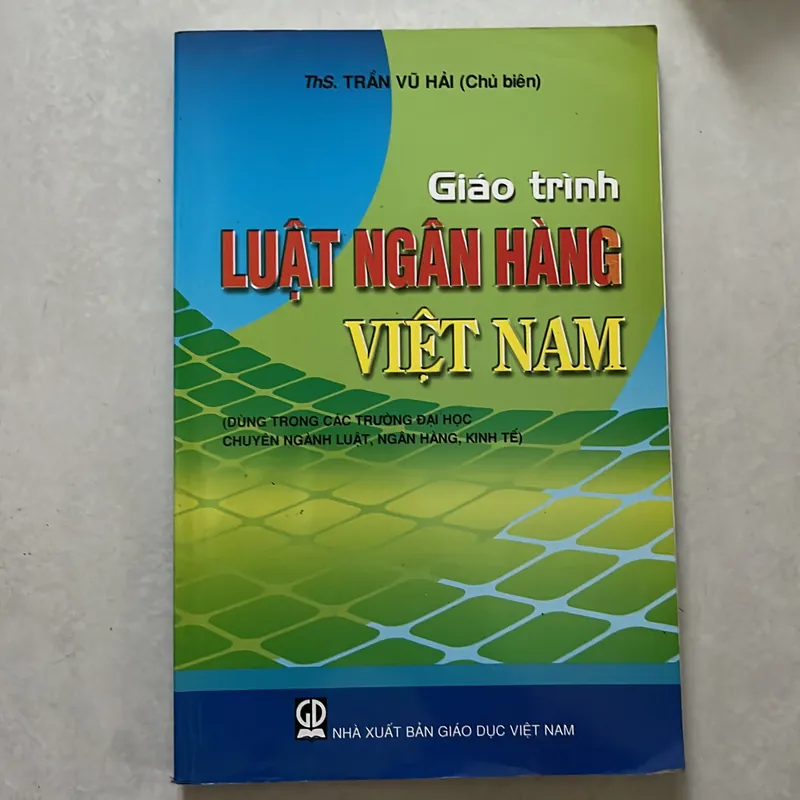 ThS. TRẦN VŨ HẢI (Chủ biên)
Giáo trình
LUẬT NGÂN HÀNG
VIỆT NAM
(DÙNG TRONG CÁC TRƯỜNG ĐẠI HỌC
CHUYÊN NGÀNH LUẬT, NGÂN HÀNG, KINH TẾ)
GD
NHÀ XUẤT BẢN GIÁO DỤC VIỆT NAM